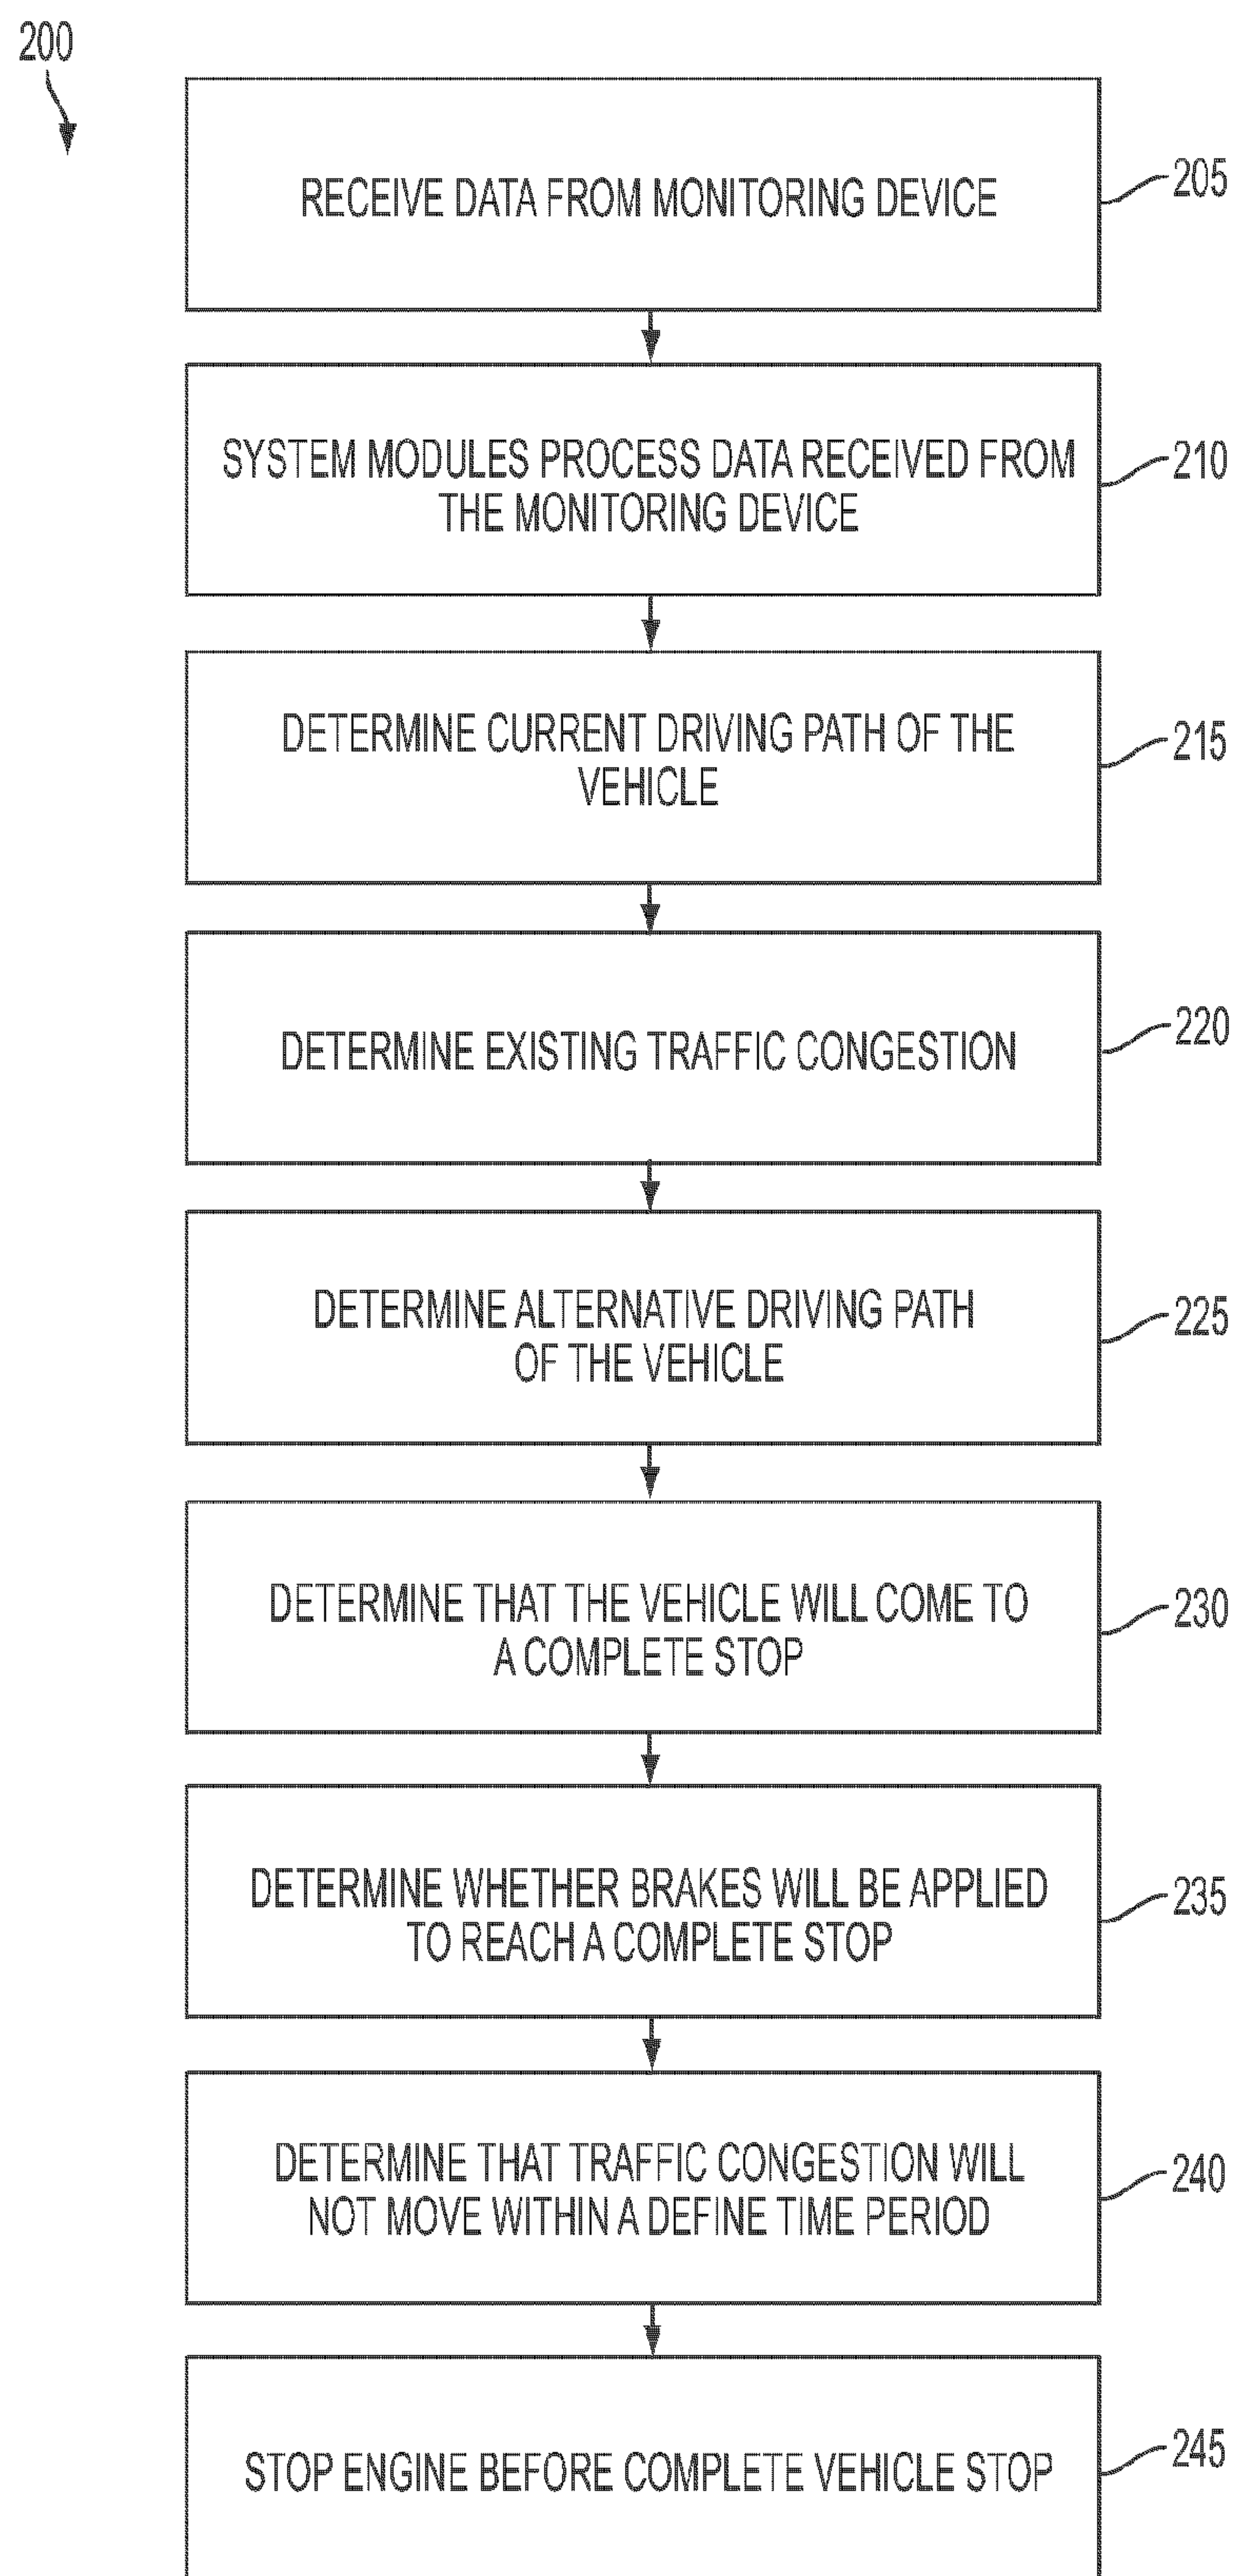 200
RECEIVE DATA FROM MONITORING DEVICE
205
SYSTEM MODULES PROCESS DATA RECEIVED FROM
THE MONITORING DEVICE
210
DETERMINE CURRENT DRIVING PATH OF THE
VEHICLE
215
DETERMINE EXISTING TRAFFIC CONGESTION
220
DETERMINE ALTERNATIVE DRIVING PATH
OF THE VEHICLE
225
DETERMINE THAT THE VEHICLE WILL COME TO
A COMPLETE STOP
230
DETERMINE WHETHER BRAKES WILL BE APPLIED
TO REACH A COMPLETE STOP
235
DETERMINE THAT TRAFFIC CONGESTION WILL
NOT MOVE WITHIN A DEFINE TIME PERIOD
240
STOP ENGINE BEFORE COMPLETE VEHICLE STOP
245